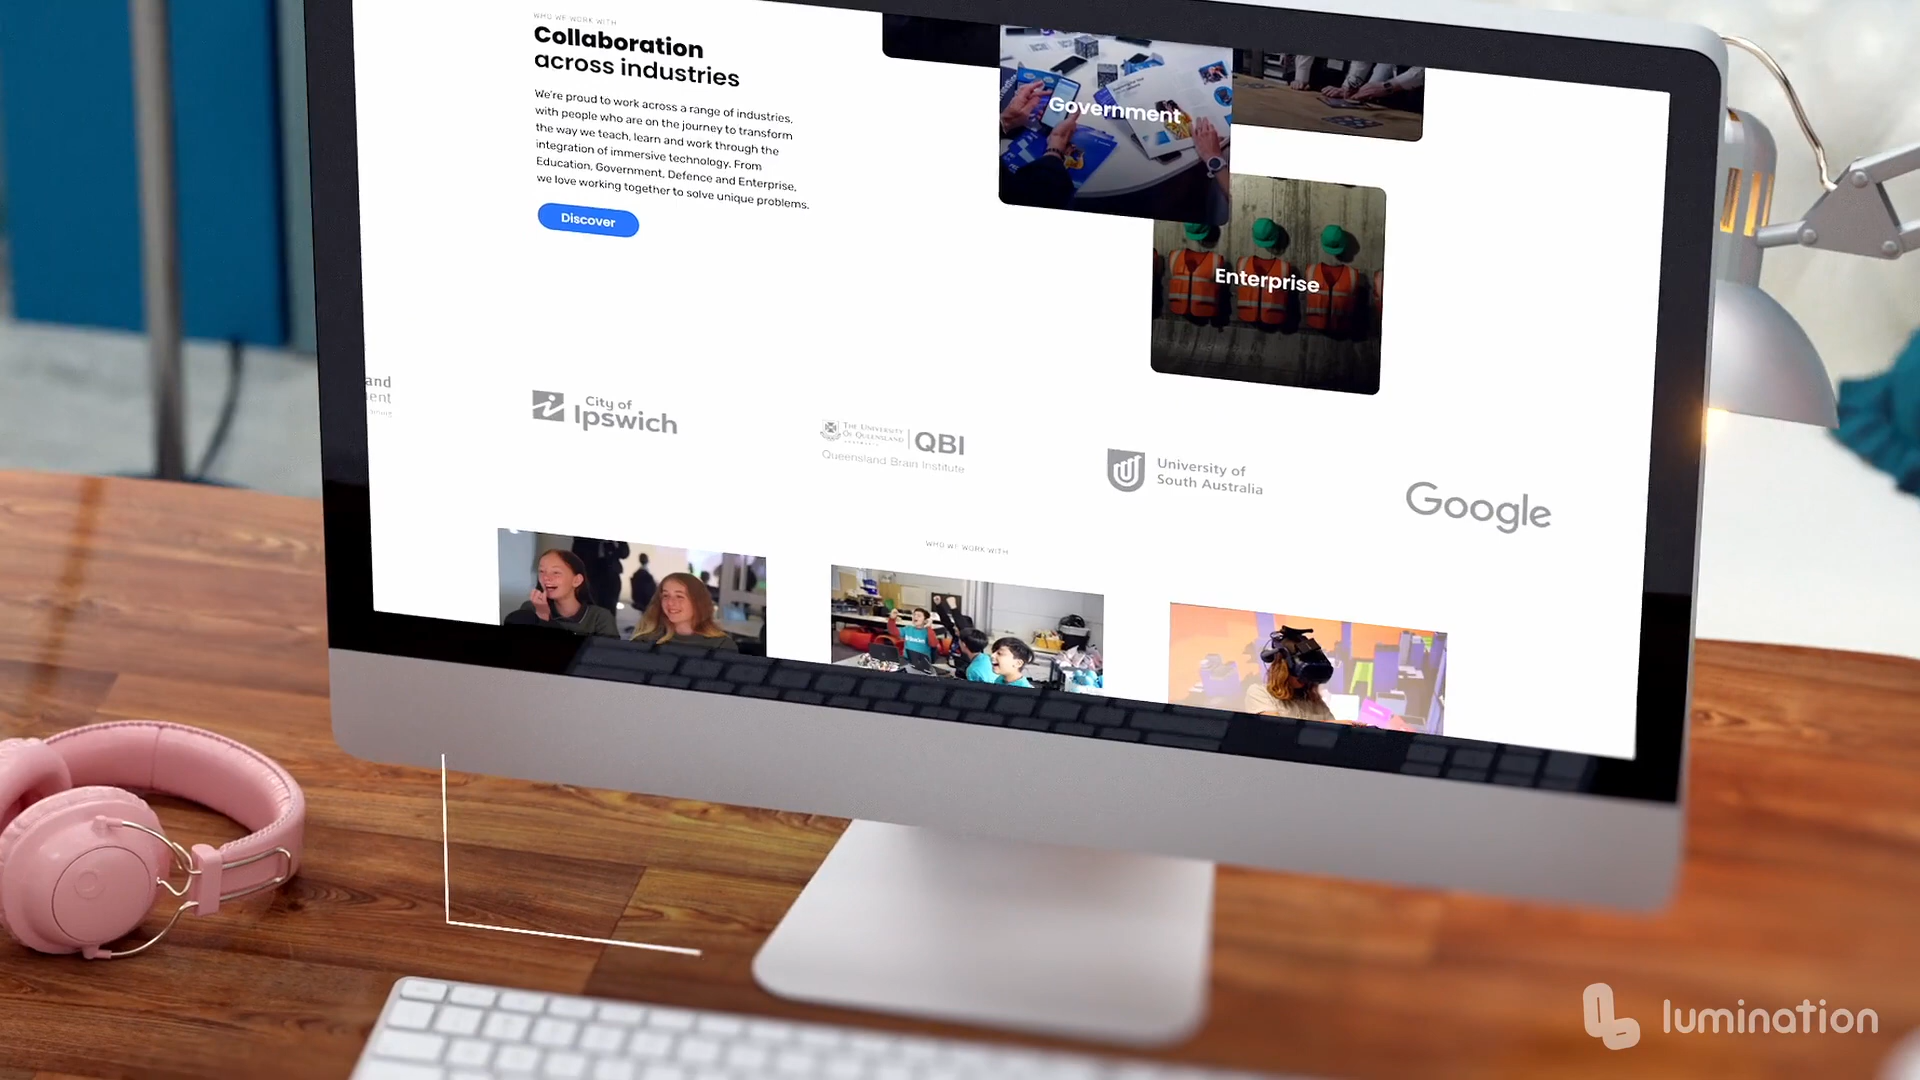 WHO WE WORK WITH
Collaboration
across industries
We're proud to work across a range of industries,
with people who are on the journey to transform
the way we teach, learn and work through the
integration of immersive technology. From
Education, Government, Defence and Enterprise,
we love working together to solve unique problems.
Discover
Government
Enterprise
and
ent
City of
Ipswich
THE UNIVERSITY
OF QUEENSLAND
AUSTRALIA
QBI
Queensland Brain Institute
University of
South Australia
Google
WHO WE WORK WITH
lumination